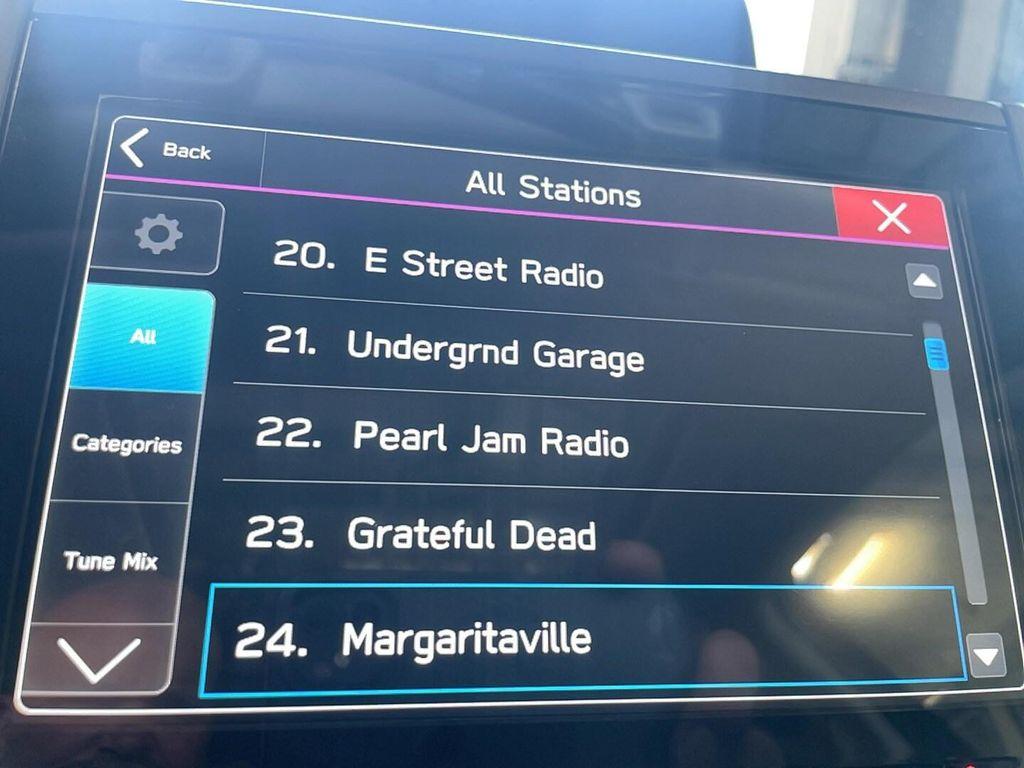 Back
All Stations
20. E Street Radio
All
21. Undergrnd Garage
22. Pearl Jam Radio
Categories
23. Grateful Dead
Tune Mix
24. Margaritaville